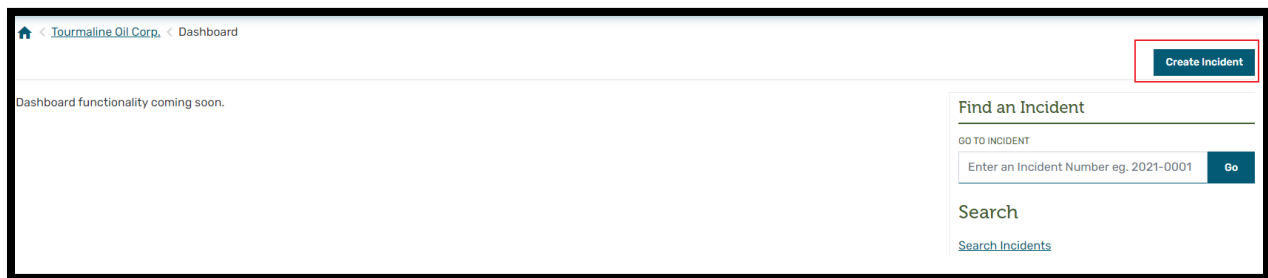 Tourmaline Oil Corp. Dashboard
Create Incident
Dashboard functionality coming soon.
Find an Incident
GO TO INCIDENT
Enter an Incident Number eg. 2021-0001 Go
Search
Search Incidents